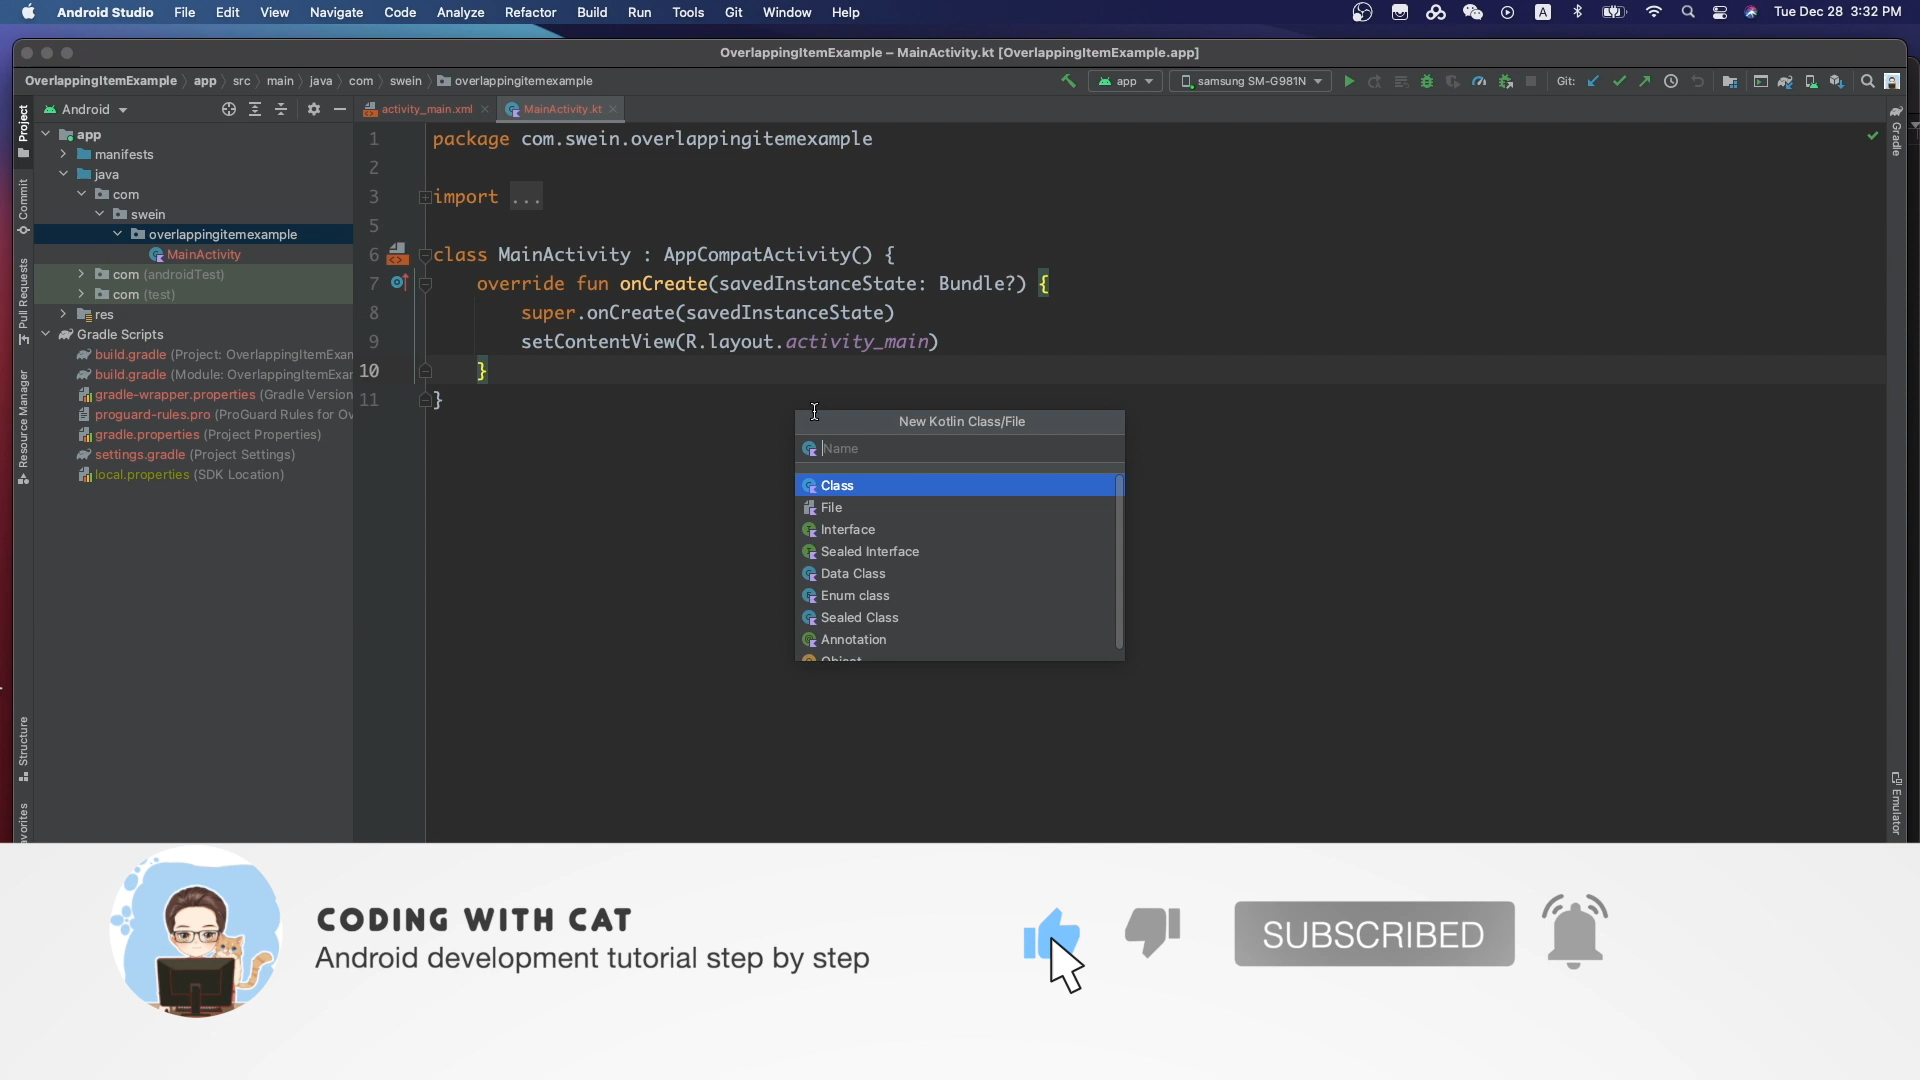 Android Studio File Edit View Navigate Code Analyze Refactor Build Run Tools Git Window Help A Tue Dec 28 3:32 PM
OverlappingItemExample – MainActivity.kt [OverlappingItemExample.app]
OverlappingItemExample app src main java com swein overlappingitemexample app samsung SM-G981N Git:
Project
Commit
Pull Requests
Resource Manager
Structure
Android
app
manifests
java
com
swein
overlappingitemexample
MainActivity
com (androidTest)
com (test)
res
Gradle Scripts
build.gradle (Project: OverlappingItemExam
build.gradle (Module: OverlappingItemExam
gradle-wrapper.properties (Gradle Version
proguard-rules.pro (ProGuard Rules for Ov
gradle.properties (Project Properties)
settings.gradle (Project Settings)
local.properties (SDK Location)
activity_main.xml MainActivity.kt
1 package com.swein.overlappingitemexample
2
3 import ...
5
6 class MainActivity : AppCompatActivity() {
7 override fun onCreate(savedInstanceState: Bundle?) {
8 super.onCreate(savedInstanceState)
9 setContentView(R.layout.activity_main)
10 }
11 }
New Kotlin Class/File
Name
Class
File
Interface
Sealed Interface
Data Class
Enum class
Sealed Class
Annotation
Object
Gradle
Emulator
CODING WITH CAT
Android development tutorial step by step
SUBSCRIBED